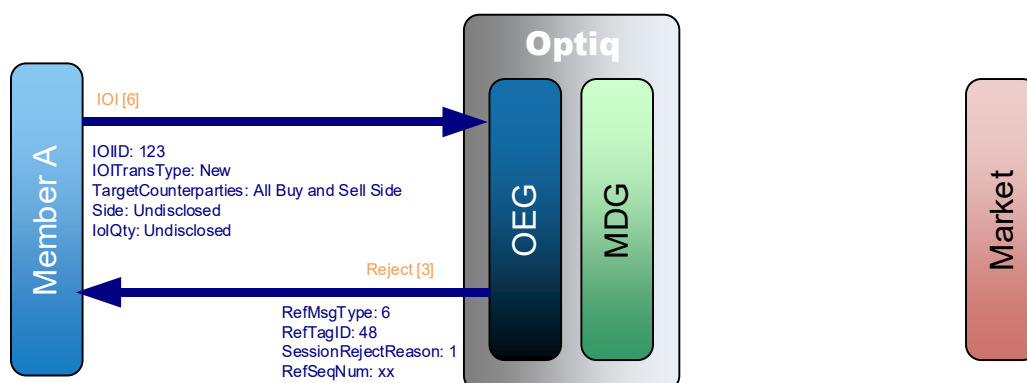 Optiq
IOI [6]
IOIID: 123
IOITransType: New
TargetCounterparties: All Buy and Sell Side
Side: Undisclosed
IoIQty: Undisclosed
Member A
OEG
MDG
Market
Reject [3]
RefMsgType: 6
RefTagID: 48
SessionRejectReason: 1
RefSeqNum: xx